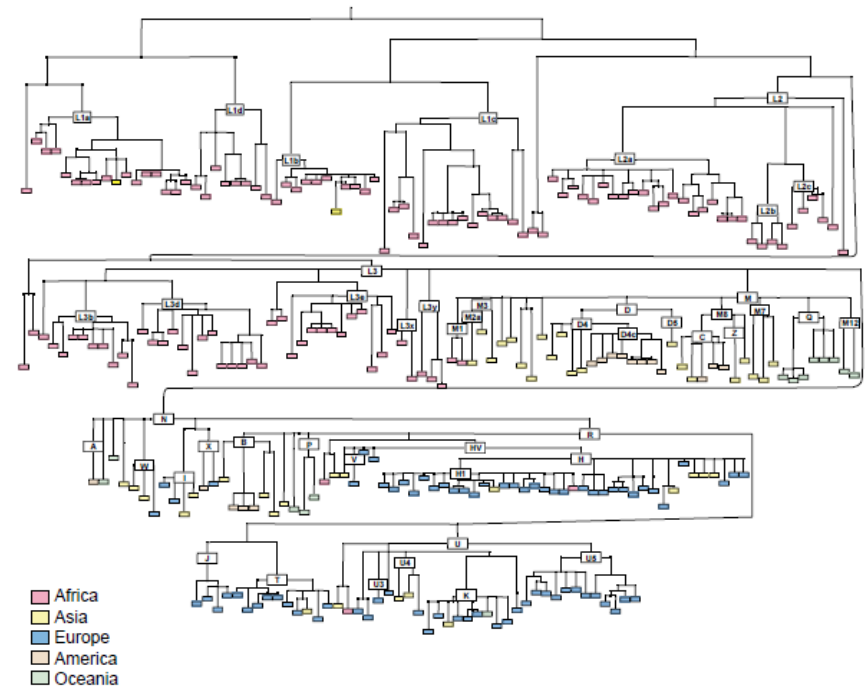 L1a
L1d
L1b
L1c
L2
L2a
L2b
L2c
L3
L3b
L3d
L3e
L3x
L3y
M
M1
M2a
M3
D
D4
D4c
D5
M8
C
Z
M7
Q
M12
N
A
W
I
X
B
R
P
HV
V
H
H1
J
T
U
U3
U4
K
U5
Africa
Asia
Europe
America
Oceania